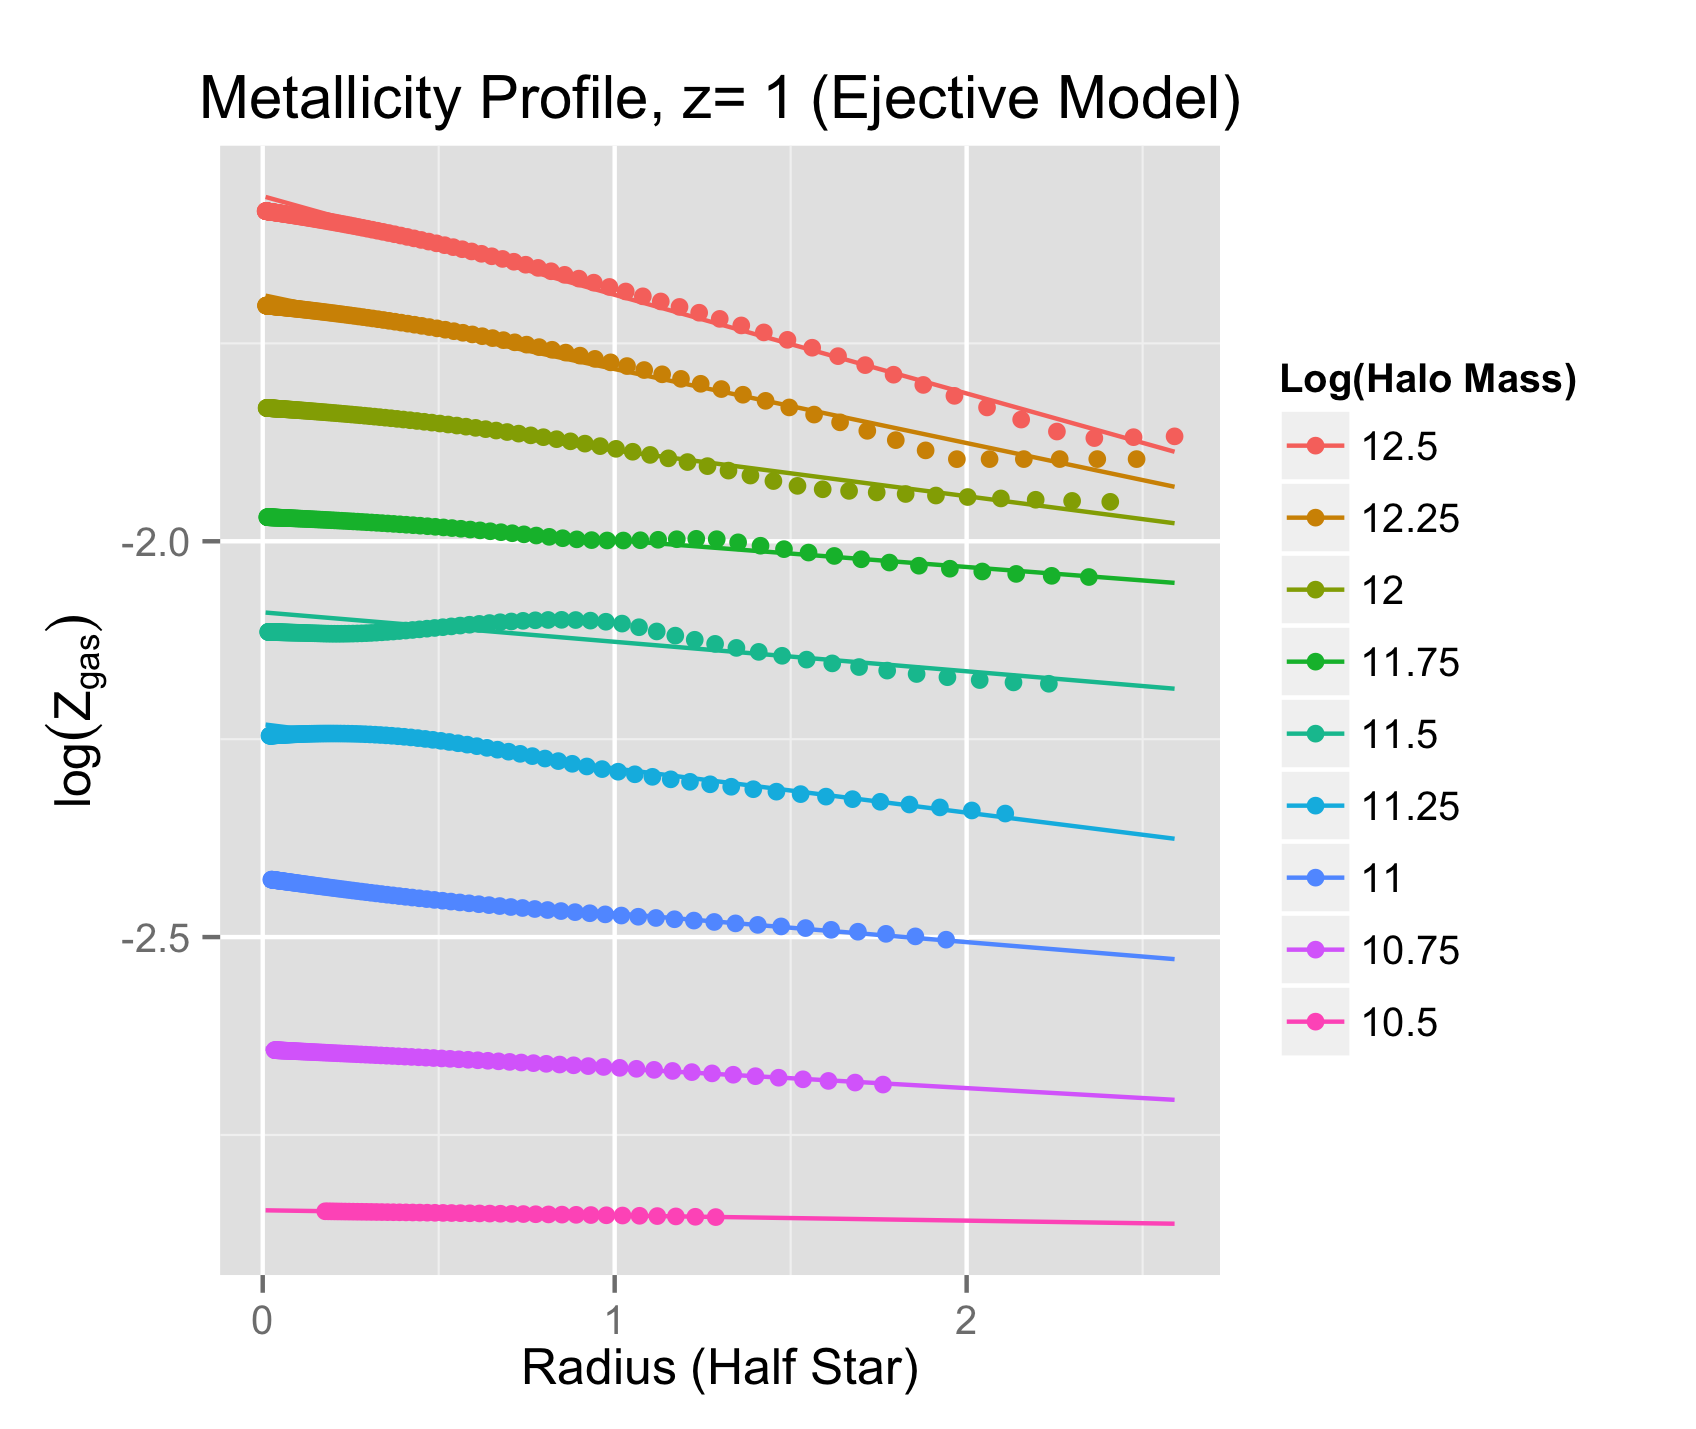 Metallicity Profile, z= 1 (Ejective Model)
log(Zgas)
-2.0
-2.5
0 1 2
Radius (Half Star)
Log(Halo Mass)
12.5
12.25
12
11.75
11.5
11.25
11
10.75
10.5